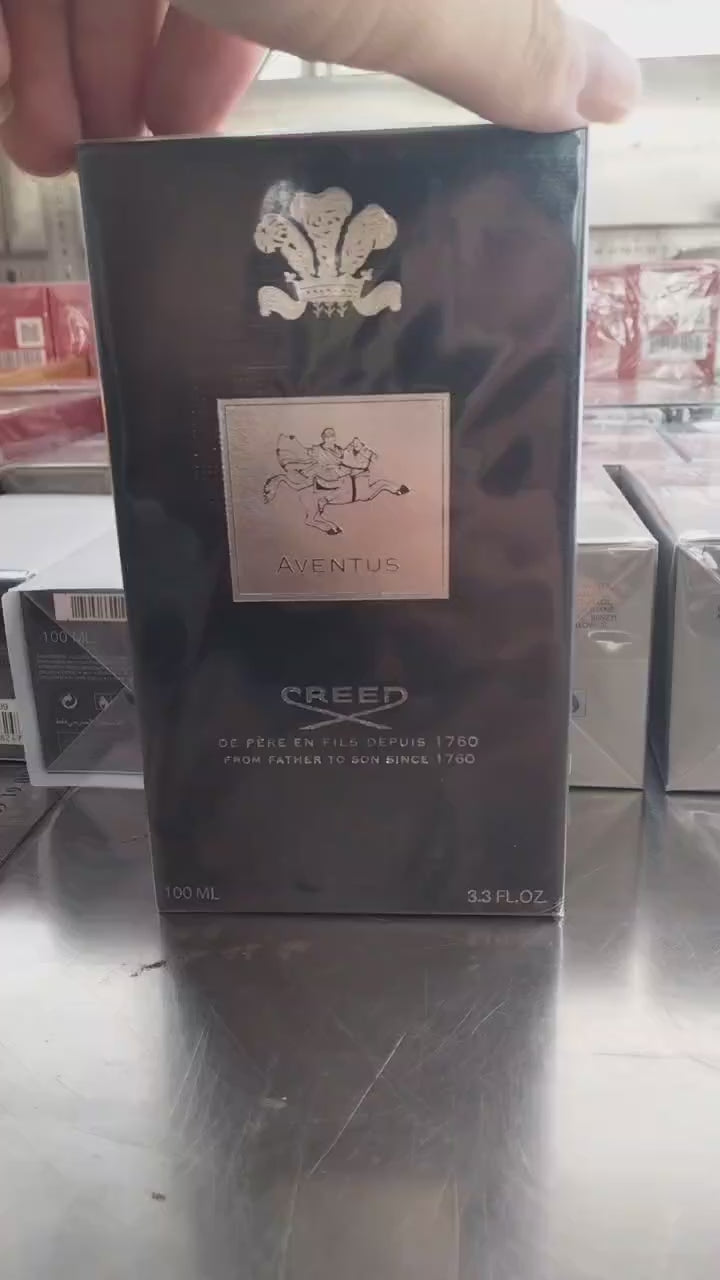 AVENTUS
CREED
DE PÈRE EN FILS DEPUIS 1760
FROM FATHER TO SON SINCE 1760
100 ML
3.3 FL.OZ.
100 ML